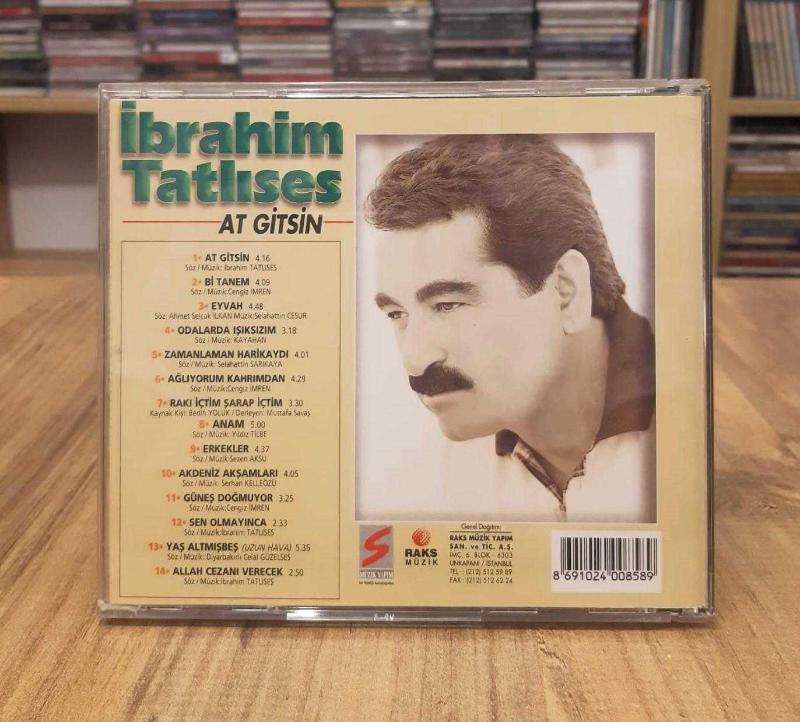 İbrahim
Tatlıses
AT GİTSİN
1• AT GİTSİN 4.16
Söz / Müzik: İbrahim TATLISES
2• Bİ TANEM 4.09
Söz / Müzik:Cengiz İMREN
3• EYVAH 4.48
Söz: Ahmet Selçuk İLKAN Müzik:Selahattin CESUR
4• ODALARDA IŞIKSIZIM 3.18
Söz / Müzik: KAYAHAN
5• ZAMANLAMAN HARİKAYDI 4.01
Söz / Müzik: Selahattin SARIKAYA
6• AĞLIYORUM KAHRIMDAN 4.29
Söz / Müzik:Cengiz İMREN
7• RAKI İÇTİM ŞARAP İÇTİM 3.30
Kaynak Kişi: Bedih YOLUK / Derleyen: Mustafa Savaş
8• ANAM 5.00
Söz / Müzik: Yıldız TİLBE
9• ERKEKLER 4.37
Söz / Müzik:Sezen AKSU
10• AKDENİZ AKŞAMLARI 4.05
Söz / Müzik: Serhan KELLEÖZÜ
11• GÜNEŞ DOĞMUYOR 3.25
Söz / Müzik:Cengiz İMREN
12• SEN OLMAYINCA 2.33
Söz / Müzik:İbrahim TATLISES
13• YAŞ ALTMIŞBEŞ (UZUN HAVA) 5.35
Söz / Müzik: Diyarbakırlı Celal GÜZELSES
14• ALLAH CEZANI VERECEK 2:50
Söz / Müzik:İbrahim TATLISES
S
MÜZİK YAPIM
RAKS
MÜZİK
Genel Dağıtım:
RAKS MÜZİK YAPIM
SAN. ve TİC. A.Ş.
İMÇ 6. BLOK - 6303
UNKAPANI / İSTANBUL
TEL : (212) 512 59 89
FAX : (212) 512 62 24
8 691024 008589